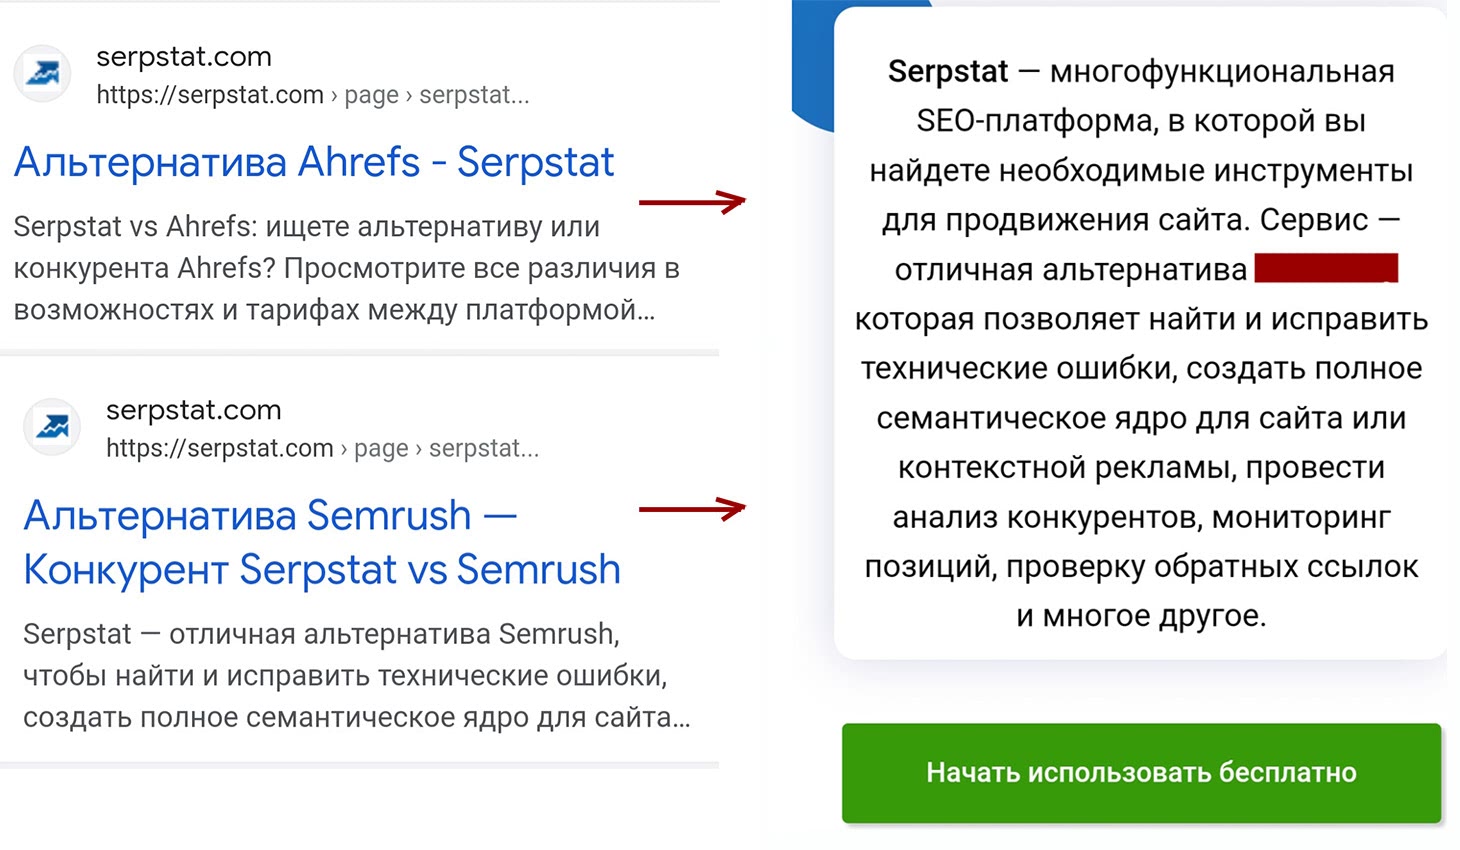 serpstat.com
https://serpstat.com › page › serpstat...
Альтернатива Ahrefs - Serpstat
Serpstat vs Ahrefs: ищете альтернативу или
конкурента Ahrefs? Просмотрите все различия в
возможностях и тарифах между платформой...
serpstat.com
https://serpstat.com › page › serpstat...
Альтернатива Semrush —
Конкурент Serpstat vs Semrush
Serpstat — отличная альтернатива Semrush,
чтобы найти и исправить технические ошибки,
создать полное семантическое ядро для сайта...
Serpstat — многофункциональная
SEO-платформа, в которой вы
найдете необходимые инструменты
для продвижения сайта. Сервис —
отличная альтернатива
которая позволяет найти и исправить
технические ошибки, создать полное
семантическое ядро для сайта или
контекстной рекламы, провести
анализ конкурентов, мониторинг
позиций, проверку обратных ссылок
и многое другое.
Начать использовать бесплатно